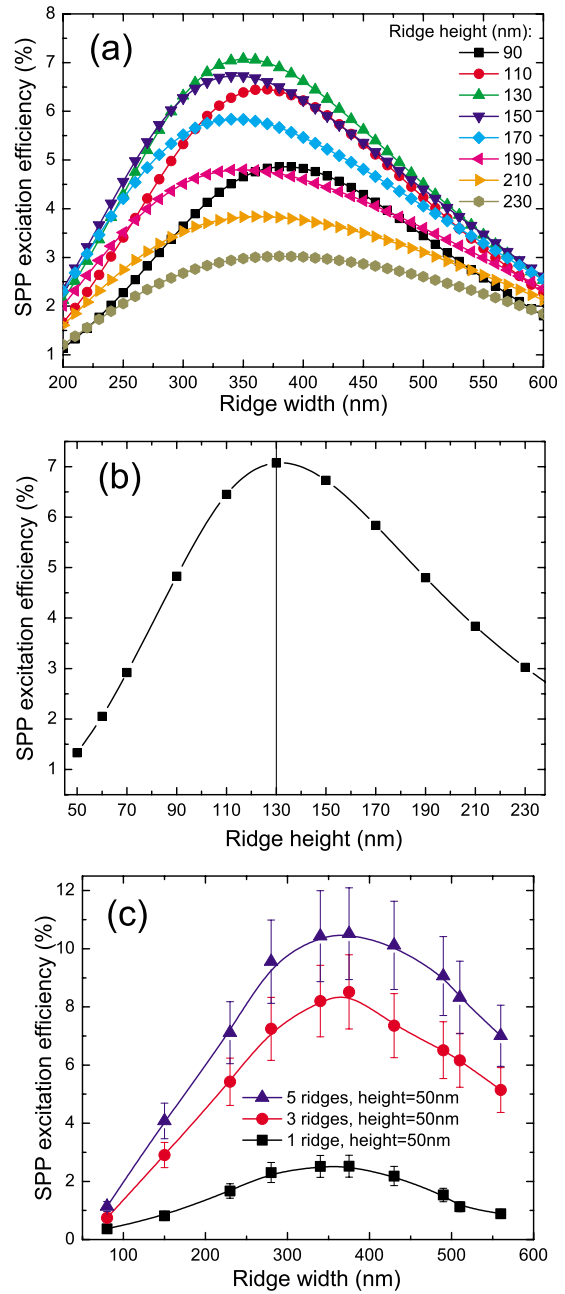 (a)
Ridge height (nm):
90
110
130
150
170
190
210
230
8
7
6
5
4
3
2
1
SPP exciation efficiency (%)
200 250 300 350 400 450 500 550 600
Ridge width (nm)
(b)
7
6
5
4
3
2
1
SPP excitation efficiency (%)
50 70 90 110 130 150 170 190 210 230
Ridge height (nm)
(c)
12
10
8
6
4
2
0
SPP excitation efficiency (%)
5 ridges, height=50nm
3 ridges, height=50nm
1 ridge, height=50nm
100 200 300 400 500 600
Ridge width (nm)